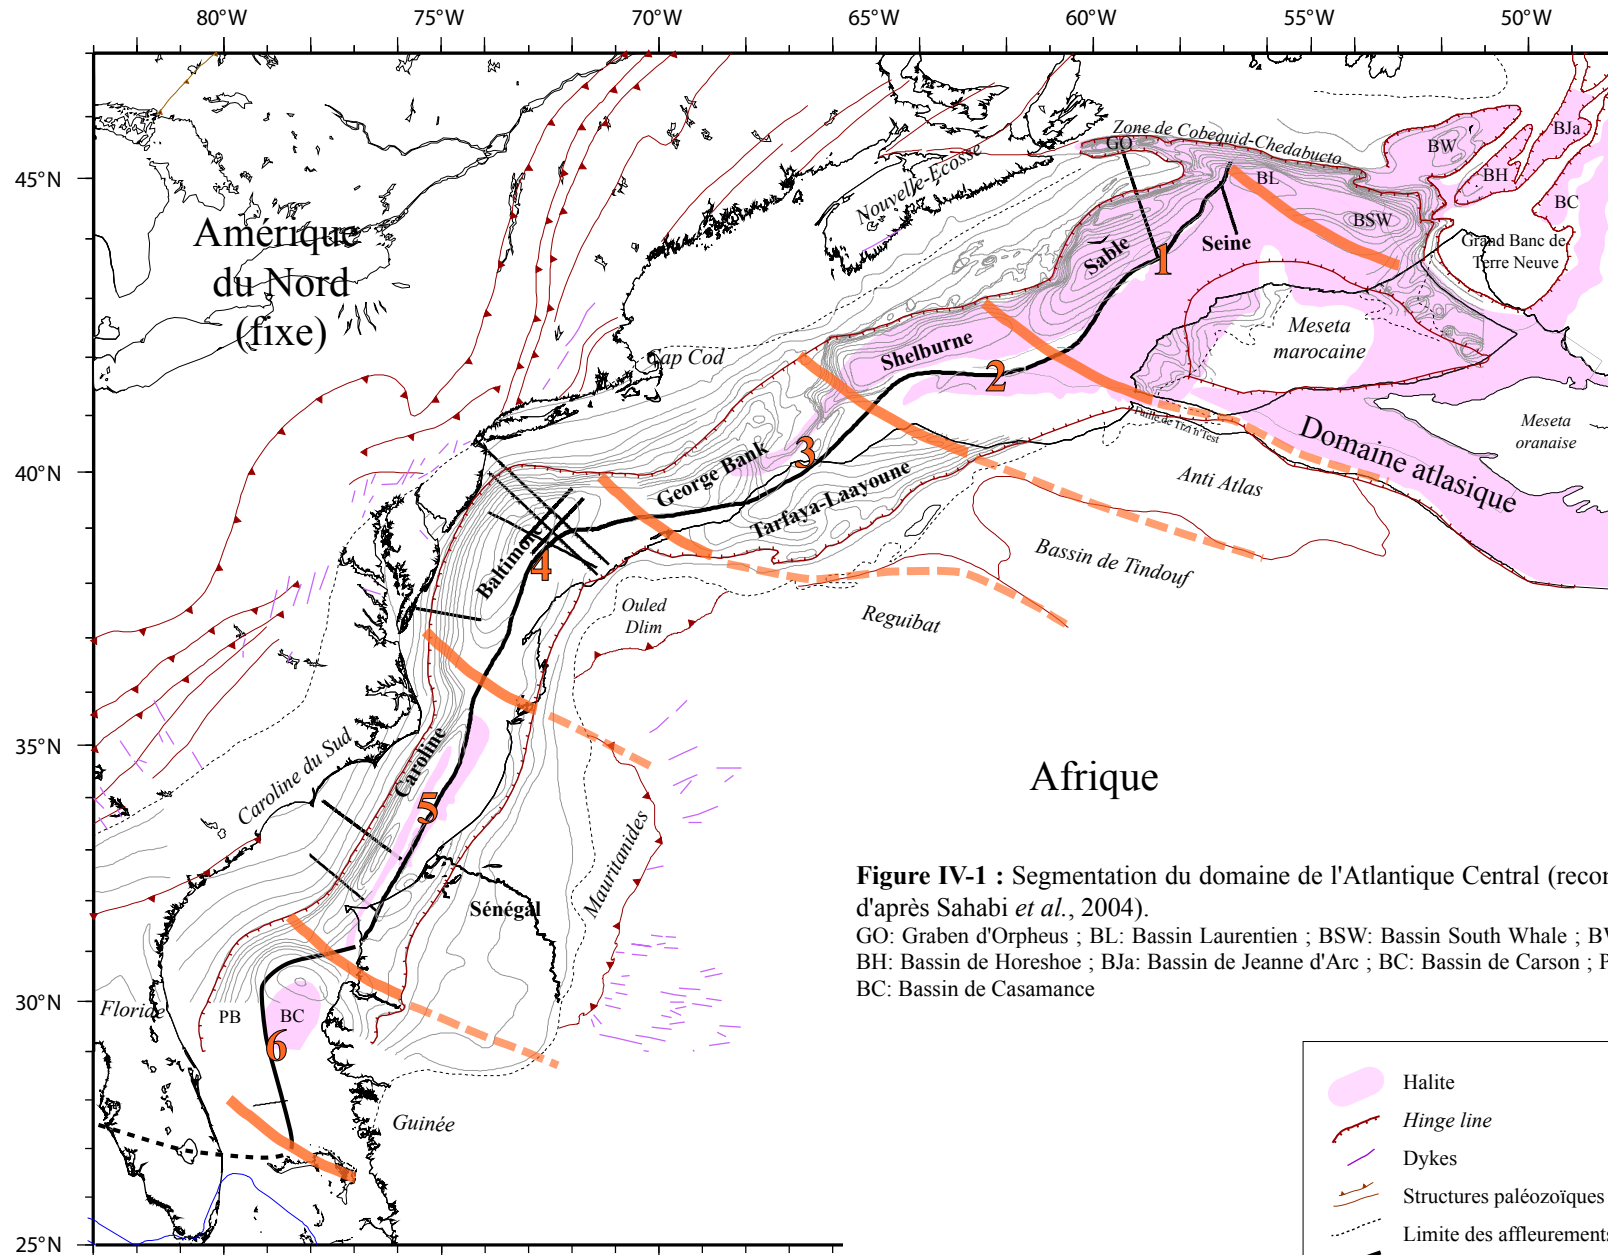 80°W 75°W 70°W 65°W 60°W 55°W 50°W
Zone de Cobequid-Chedabucto
GO
BJa
BW
45°N
BH
BL
BC
Nouvelle-Ecosse
BSW
Amérique
du Nord
(fixe)
Sable
Seine
Grand Banc de
Terre Neuve
1
Meseta
marocaine
Shelburne
Cap Cod
2
Meseta
oranaise
Domaine atlasique
3
40°N
George Bank
Anti Atlas
Tarfaya-Laayoune
Baltimore
4
Bassin de Tindouf
Ouled
Dlim
Reguibat
35°N
Caroline du Sud
Caroline
5
Afrique
Mauritanides
Sénégal
Figure IV-1 : Segmentation du domaine de l'Atlantique Central (recon
d'après Sahabi et al., 2004).
GO: Graben d'Orpheus ; BL: Bassin Laurentien ; BSW: Bassin South Whale ; BW
BH: Bassin de Horeshoe ; BJa: Bassin de Jeanne d'Arc ; BC: Bassin de Carson ; P
BC: Bassin de Casamance
30°N
Floride
PB
BC
6
Guinée
Halite
Hinge line
Dykes
Structures paléozoïques
Limite des affleurements
25°N